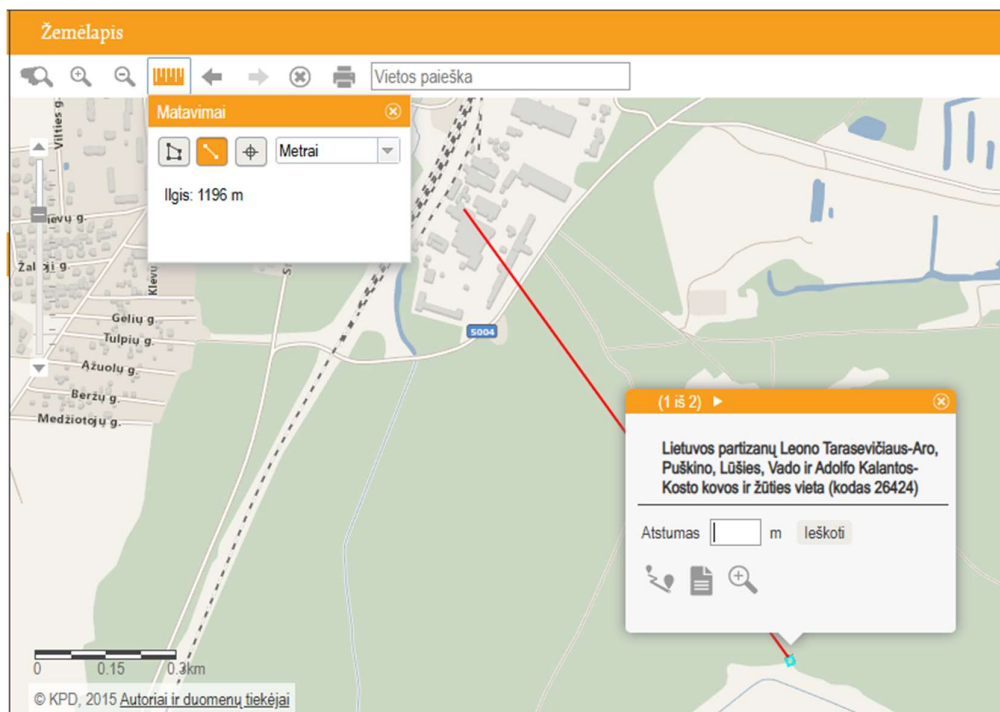 Žemėlapis
Vietos paieška
Matavimai
Metrai
Ilgis: 1196 m
Vilties g.
Klevų
Gėlių g.
Tulpių g.
Ąžuolų g.
Beržų g.
Medžiotojų g.
5004
(1 iš 2)
Lietuvos partizanų Leono Tarasevičiaus-Aro,
Puškino, Lūšies, Vado ir Adolfo Kalantos-
Kosto kovos ir žūties vieta (kodas 26424)
Atstumas m Ieškoti
0 0.15 0.3km
© KPD, 2015 Autoriai ir duomenų tiekėjai